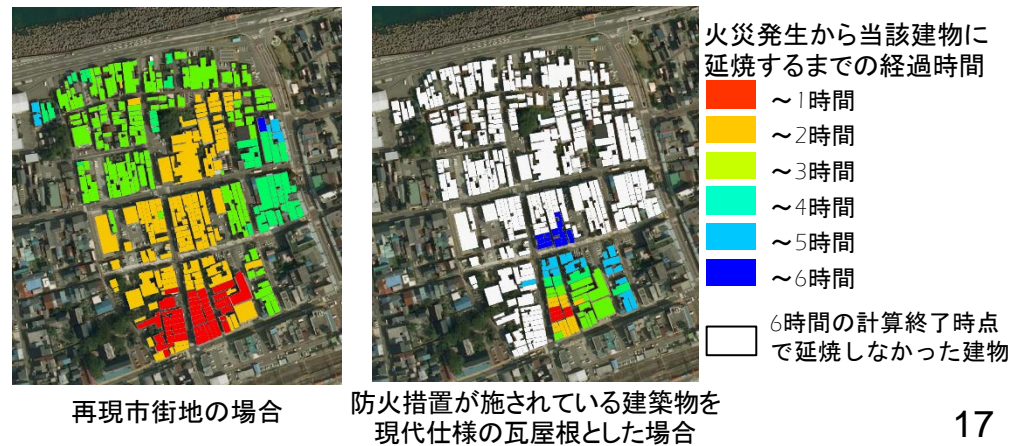 火災発生から当該建物に
延焼するまでの経過時間
～1時間
～2時間
～3時間
～4時間
～5時間
～6時間
6時間の計算終了時点
で延焼しなかった建物
再現市街地の場合
防火措置が施されている建築物を
現代仕様の瓦屋根とした場合
17